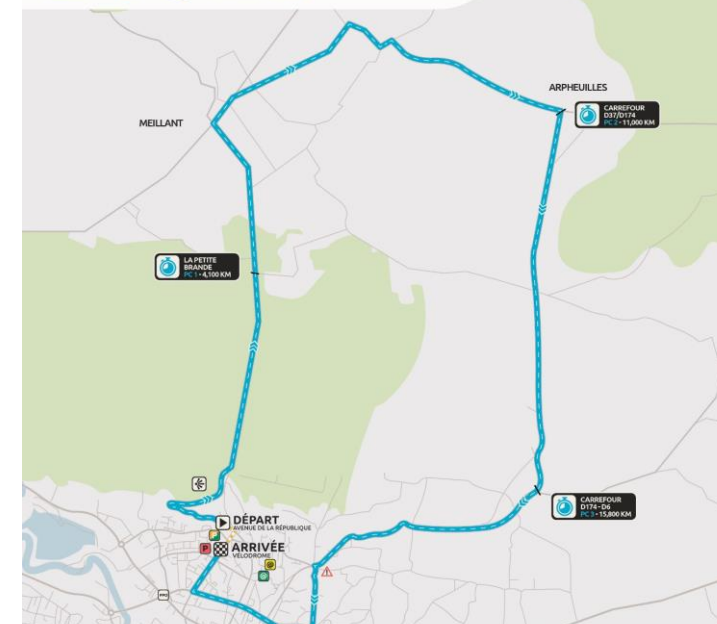 ARPHEUILLES
CARREFOUR
D37/D174
PC 2 • 11,000 KM
MEILLANT
LA PETITE
BRANDE
PC 1 • 4,100 KM
CARREFOUR
D174 - D6
PC 3 • 15,800 KM
DÉPART
AVENUE DE LA RÉPUBLIQUE
P
ARRIVÉE
VÉLODROME